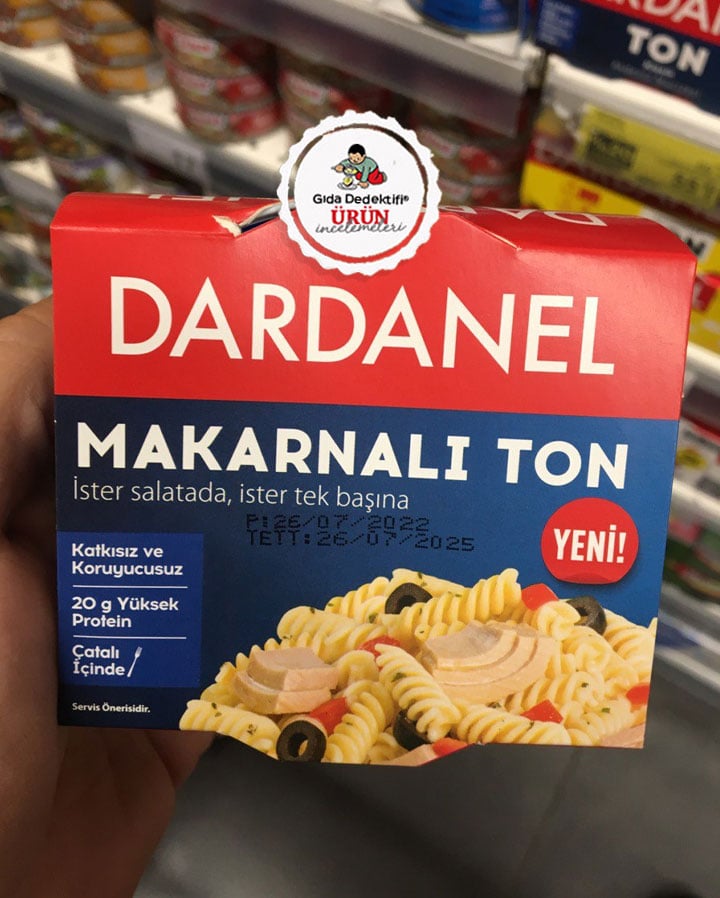 DARDA
TON
Gıda Dedektifi®
ÜRÜN
incelemeleri
DARDANEL
MAKARNALI TON
İster salatada, ister tek başına
P:26/07/2022
TETT:26/07/2025
YENİ!
Katkısız ve
Koruyucusuz
20 g Yüksek
Protein
Çatalı
İçinde
Servis Önerisidir.